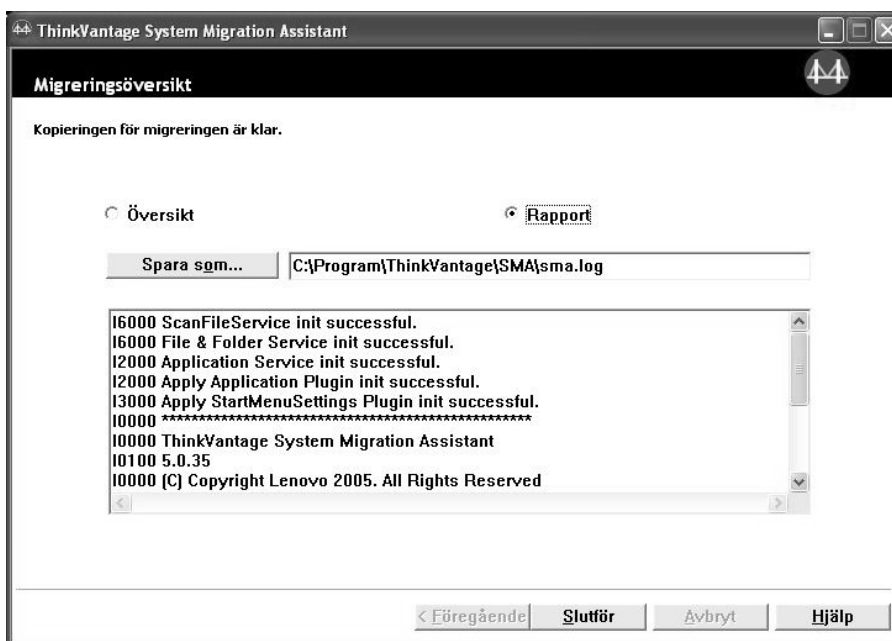 ThinkVantage System Migration Assistant
Migreringsöversikt
Kopieringen för migreringen är klar.
Översikt
Rapport
Spara som...
C:\Program\ThinkVantage\SMA\sma.log
I6000 ScanFileService init successful.
I6000 File & Folder Service init successful.
I2000 Application Service init successful.
I2000 Apply Application Plugin init successful.
I3000 Apply StartMenuSettings Plugin init successful.
I0000 **************************************************
I0000 ThinkVantage System Migration Assistant
I0100 5.0.35
I0000 (C) Copyright Lenovo 2005. All Rights Reserved
< Föregående
Slutför
Avbryt
Hjälp